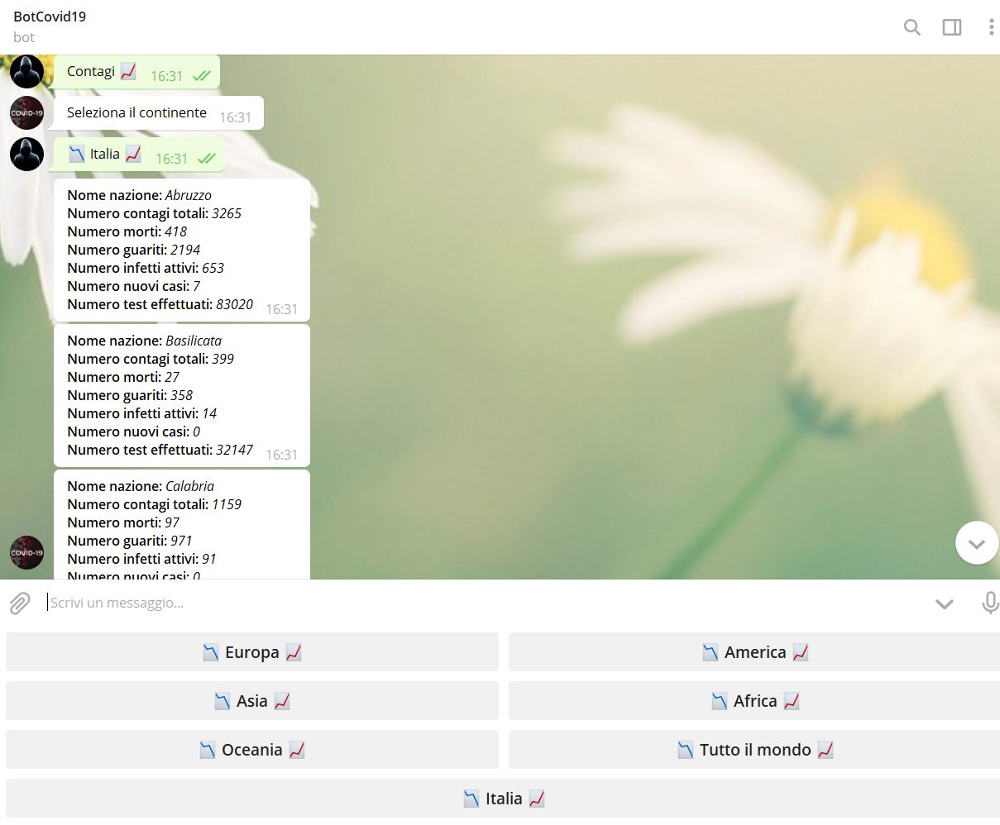 BotCovid19
bot
Contagi 16:31
COVID-19
Seleziona il continente 16:31
Italia 16:31
Nome nazione: Abruzzo
Numero contagi totali: 3265
Numero morti: 418
Numero guariti: 2194
Numero infetti attivi: 653
Numero nuovi casi: 7
Numero test effettuati: 83020 16:31
Nome nazione: Basilicata
Numero contagi totali: 399
Numero morti: 27
Numero guariti: 358
Numero infetti attivi: 14
Numero nuovi casi: 0
Numero test effettuati: 32147 16:31
Nome nazione: Calabria
Numero contagi totali: 1159
Numero morti: 97
Numero guariti: 971
COVID-19
Numero infetti attivi: 91
Numero nuovi casi: 0
Scrivi un messaggio...
Europa
America
Asia
Africa
Oceania
Tutto il mondo
Italia